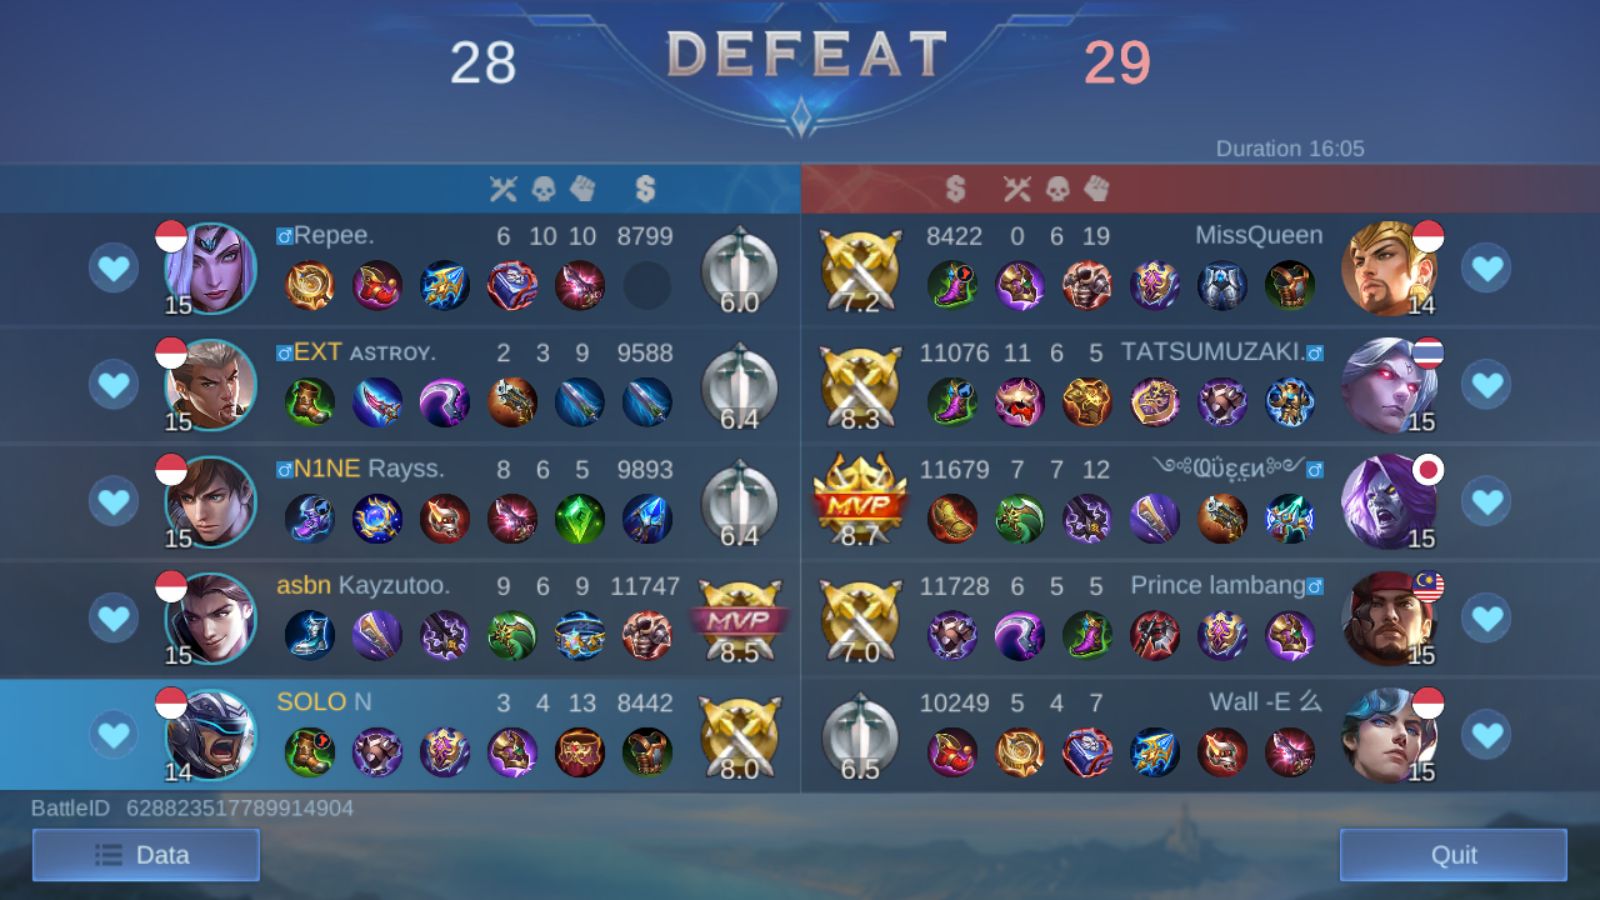 28 DEFEAT 29
Duration 16:05
Repee. 6 10 10 8799
15 6.0
8422 0 6 19 MissQueen
7.2 14
EXT ASTROY. 2 3 9 9588
15 6.4
11076 11 6 5 TATSUMUZAKI.
8.3 15
N1NE Rayss. 8 6 5 9893
15 6.4
11679 7 7 12
MVP
8.7 15
asbn Kayzutoo. 9 6 9 11747
MVP
15 8.5
11728 6 5 5 Prince lambang
7.0 15
SOLO N 3 4 13 8442
14 8.0
10249 5 4 7 Wall -E 么
6.5 15
BattleID 628823517789914904
Data
Quit